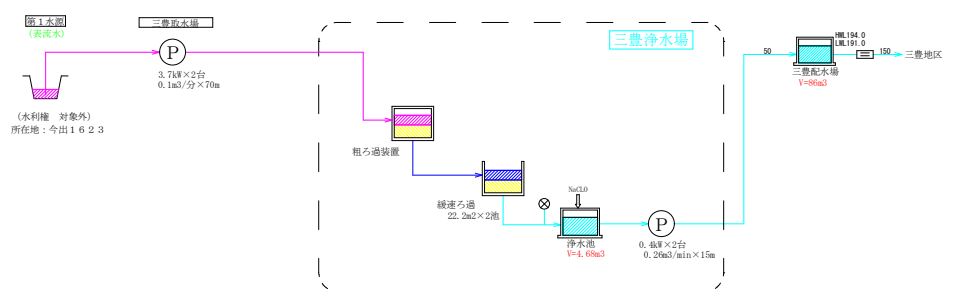 第１水源
(表流水)
三豊取水場
P
3.7kW×2台
0.1m3/分×70m
(水利権　対象外)
所在地：今出１６２３
三豊浄水場
粗ろ過装置
緩速ろ過
22.2m2×2池
NaCLO
浄水池
V=4.68m3
P
0.4kW×2台
0.26m3/min×15m
50
HWL194.0
LWL191.0
150
三豊地区
三豊配水場
V=86m3